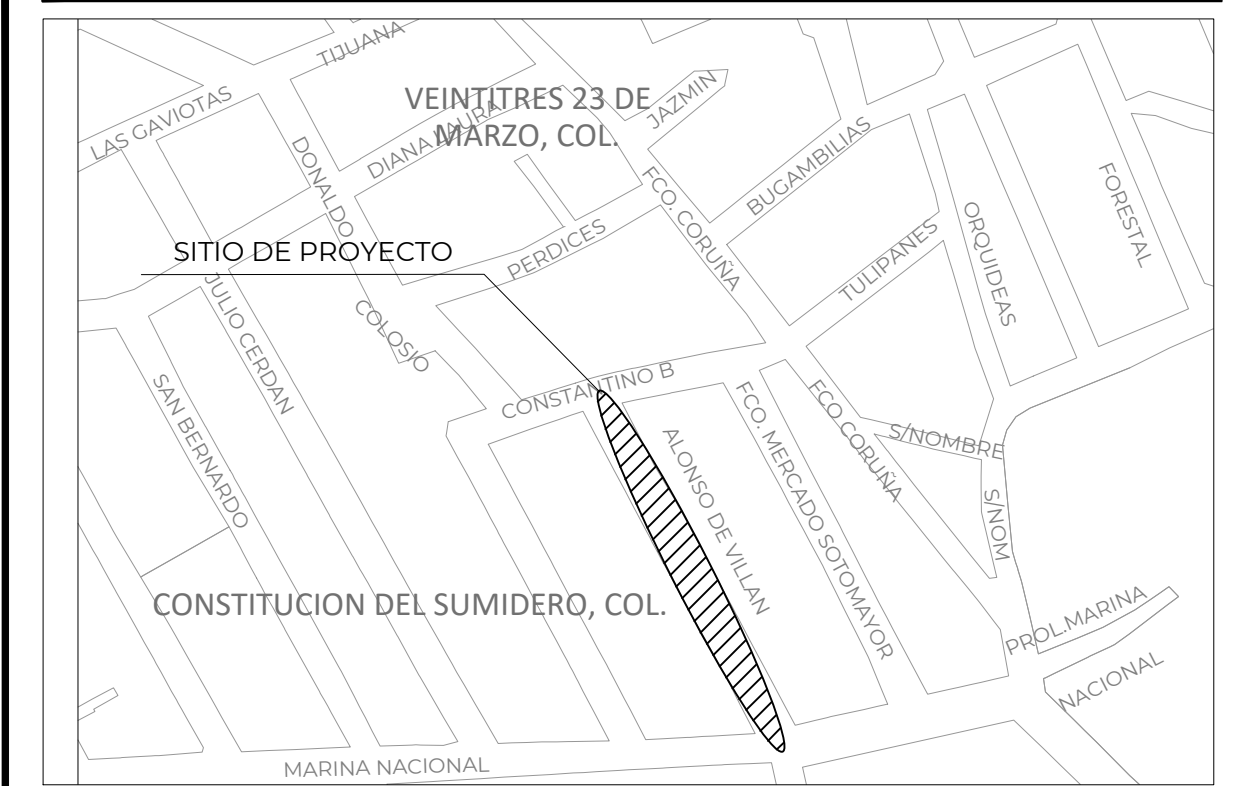 TIJUANA
LAS GAVIOTAS
VEINTITRES 23 DE
MARZO, COL.
JAZMIN
DIANA LAURA
DONALDO
COLOSIO
BUGAMBILIAS
FCO. CORUÑA
FORESTAL
ORQUIDEAS
SITIO DE PROYECTO
PERDICES
TULIPANES
JULIO CERDAN
SAN BERNARDO
CONSTANTINO B
FCO. MERCADO SOTOMAYOR
FCO.CORUÑA
S/NOMBRE
ALONSO DE VILLAN
S/NOM
CONSTITUCION DEL SUMIDERO, COL.
PROL.MARINA
NACIONAL
MARINA NACIONAL